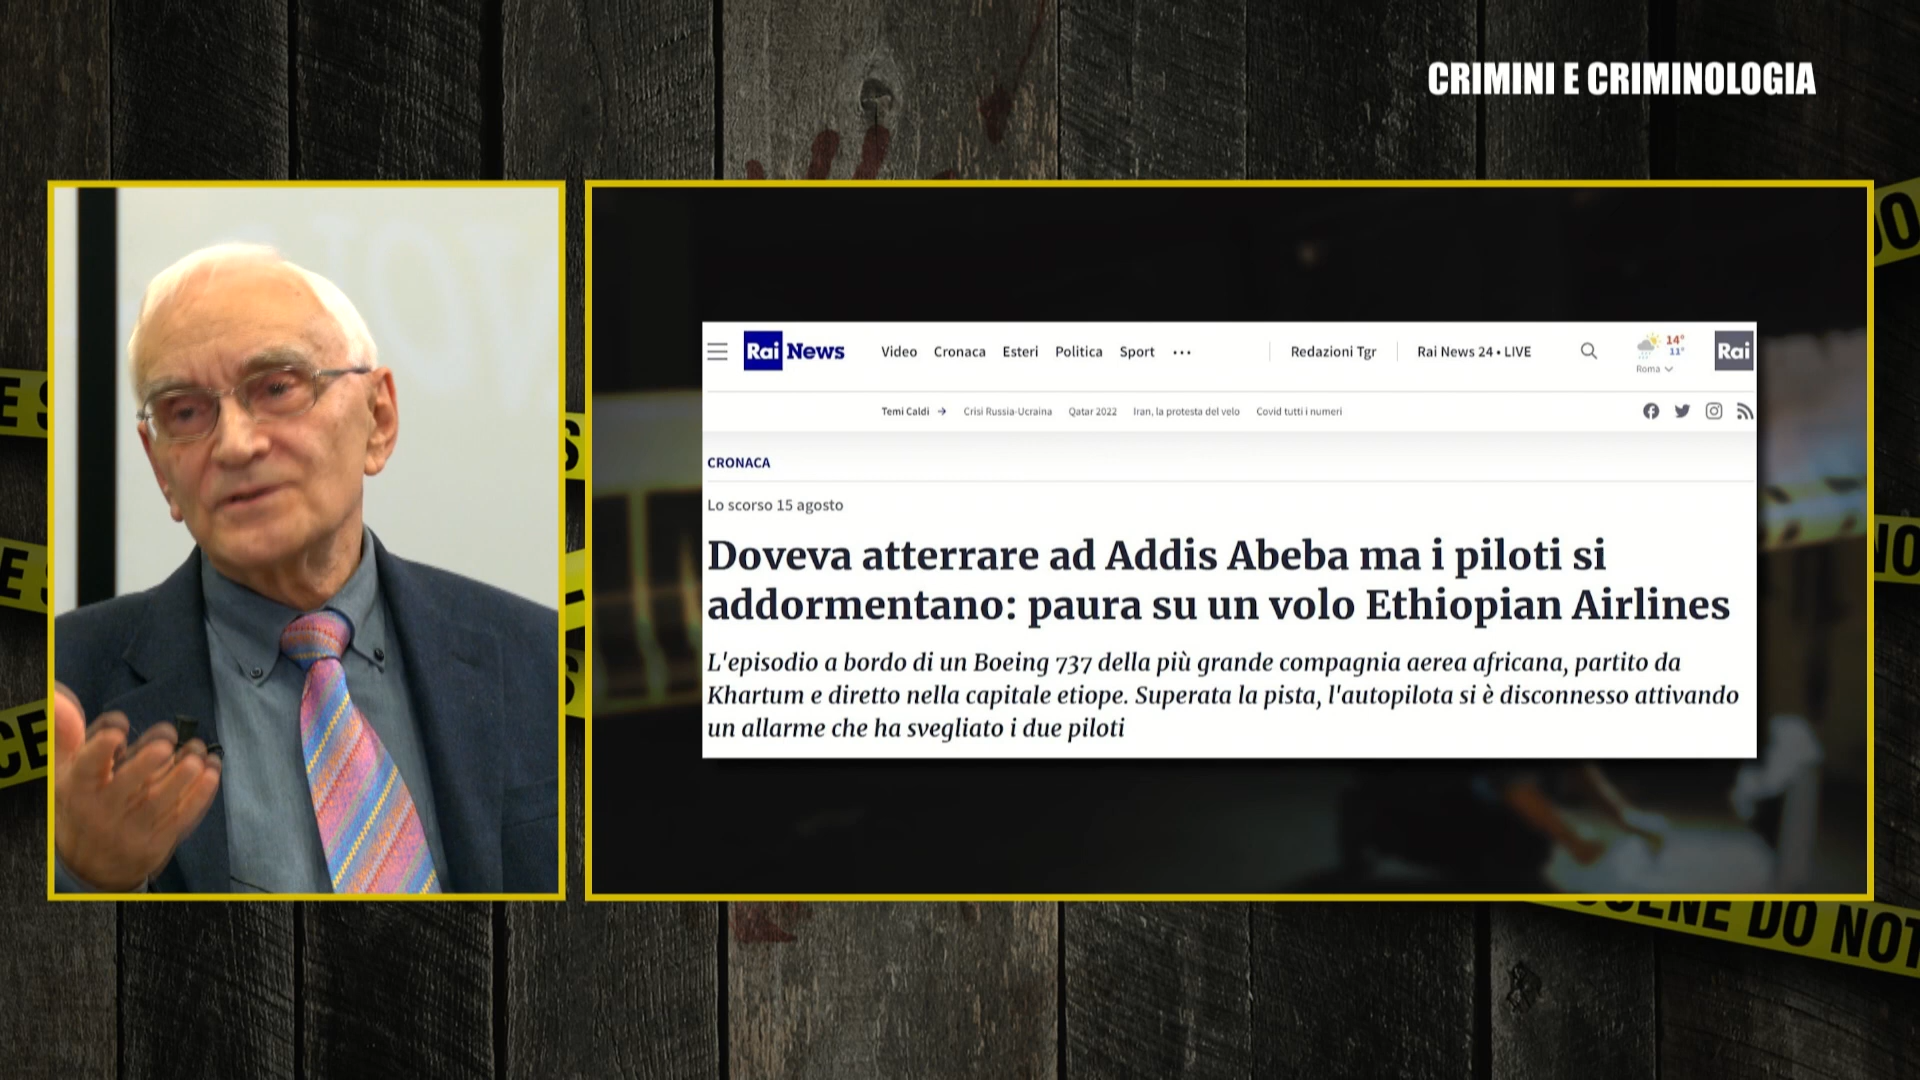 CRIMINI E CRIMINOLOGIA
Rai News
Video Cronaca Esteri Politica Sport ...
Redazioni Tgr
Rai News 24 • LIVE
14°
11°
Roma
Rai
Temi Caldi → Crisi Russia-Ucraina Qatar 2022 Iran, la protesta del velo Covid tutti i numeri
CRONACA
Lo scorso 15 agosto
Doveva atterrare ad Addis Abeba ma i piloti si
addormentano: paura su un volo Ethiopian Airlines
L'episodio a bordo di un Boeing 737 della più grande compagnia aerea africana, partito da
Khartum e diretto nella capitale etiope. Superata la pista, l'autopilota si è disconnesso attivando
un allarme che ha svegliato i due piloti
SCENE DO NOT